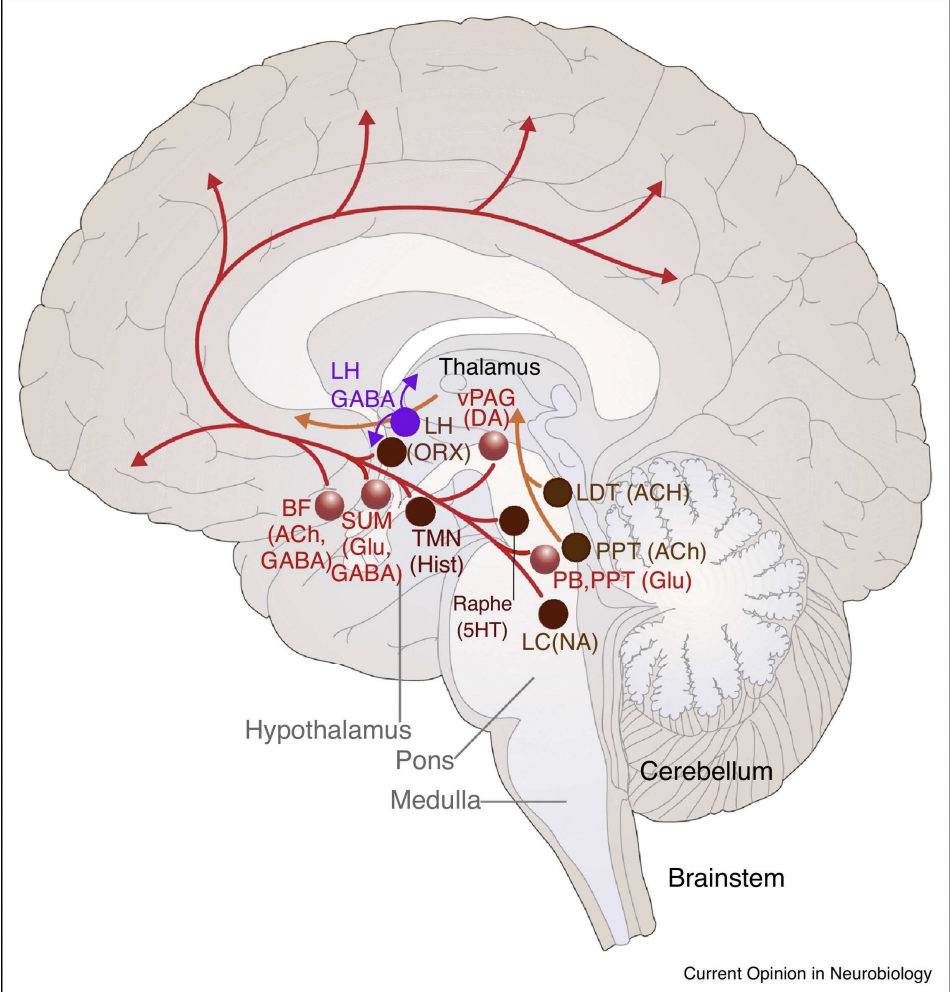 LH
GABA
Thalamus
vPAG
(DA)
LH
(ORX)
LDT (ACH)
BF
(ACh,
GABA)
SUM
(Glu,
GABA)
TMN
(Hist)
PPT (ACh)
PB,PPT (Glu)
Raphe
(5HT)
LC(NA)
Hypothalamus
Pons
Medulla
Cerebellum
Brainstem
Current Opinion in Neurobiology